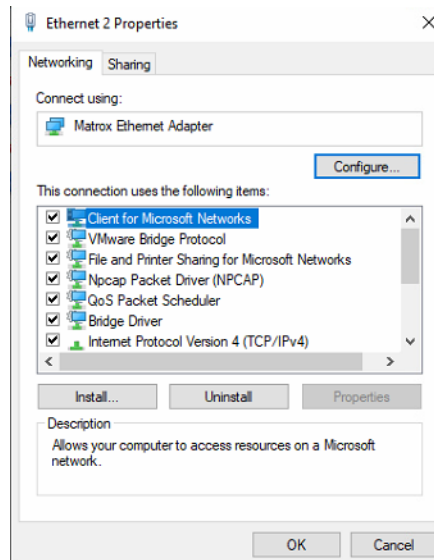 Ethernet 2 Properties
Networking
Sharing
Connect using:
Matrox Ethernet Adapter
Configure...
This connection uses the following items:
Client for Microsoft Networks
VMware Bridge Protocol
File and Printer Sharing for Microsoft Networks
Npcap Packet Driver (NPCAP)
QoS Packet Scheduler
Bridge Driver
Internet Protocol Version 4 (TCP/IPv4)
Install...
Uninstall
Properties
Description
Allows your computer to access resources on a Microsoft
network.
OK
Cancel